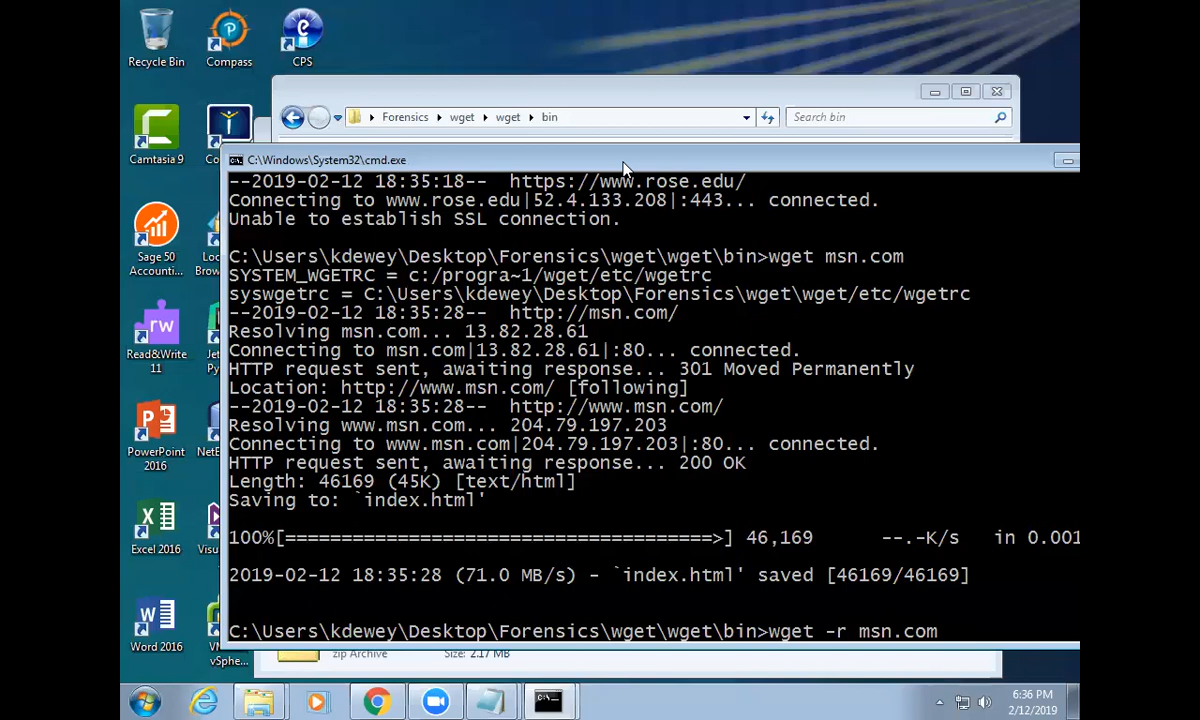 Recycle Bin
Compass
CPS
Forensics
wget
wget
bin
Search bin
Camtasia 9
C:\Windows\System32\cmd.exe
--2019-02-12 18:35:18--  https://www.rose.edu/
Connecting to www.rose.edu|52.4.133.208|:443... connected.
Unable to establish SSL connection.
C:\Users\kdewey\Desktop\Forensics\wget\wget\bin>wget msn.com
SYSTEM_WGETRC = c:/progra~1/wget/etc/wgetrc
syswgetrc = C:\Users\kdewey\Desktop\Forensics\wget\wget/etc/wgetrc
--2019-02-12 18:35:28--  http://msn.com/
Resolving msn.com... 13.82.28.61
Connecting to msn.com|13.82.28.61|:80... connected.
HTTP request sent, awaiting response... 301 Moved Permanently
Location: http://www.msn.com/ [following]
--2019-02-12 18:35:28--  http://www.msn.com/
Resolving www.msn.com... 204.79.197.203
Connecting to www.msn.com|204.79.197.203|:80... connected.
HTTP request sent, awaiting response... 200 OK
Length: 46169 (45K) [text/html]
Saving to: `index.html'
100%[======================================>] 46,169      --.-K/s   in 0.001
2019-02-12 18:35:28 (71.0 MB/s) - `index.html' saved [46169/46169]
C:\Users\kdewey\Desktop\Forensics\wget\wget\bin>wget -r msn.com
Sage 50
Accounti...
Read&Write
11
rw
PowerPoint
2016
Excel 2016
Word 2016
vSphe...
zip Archive
Size: 2.17 MB
6:36 PM
2/12/2019